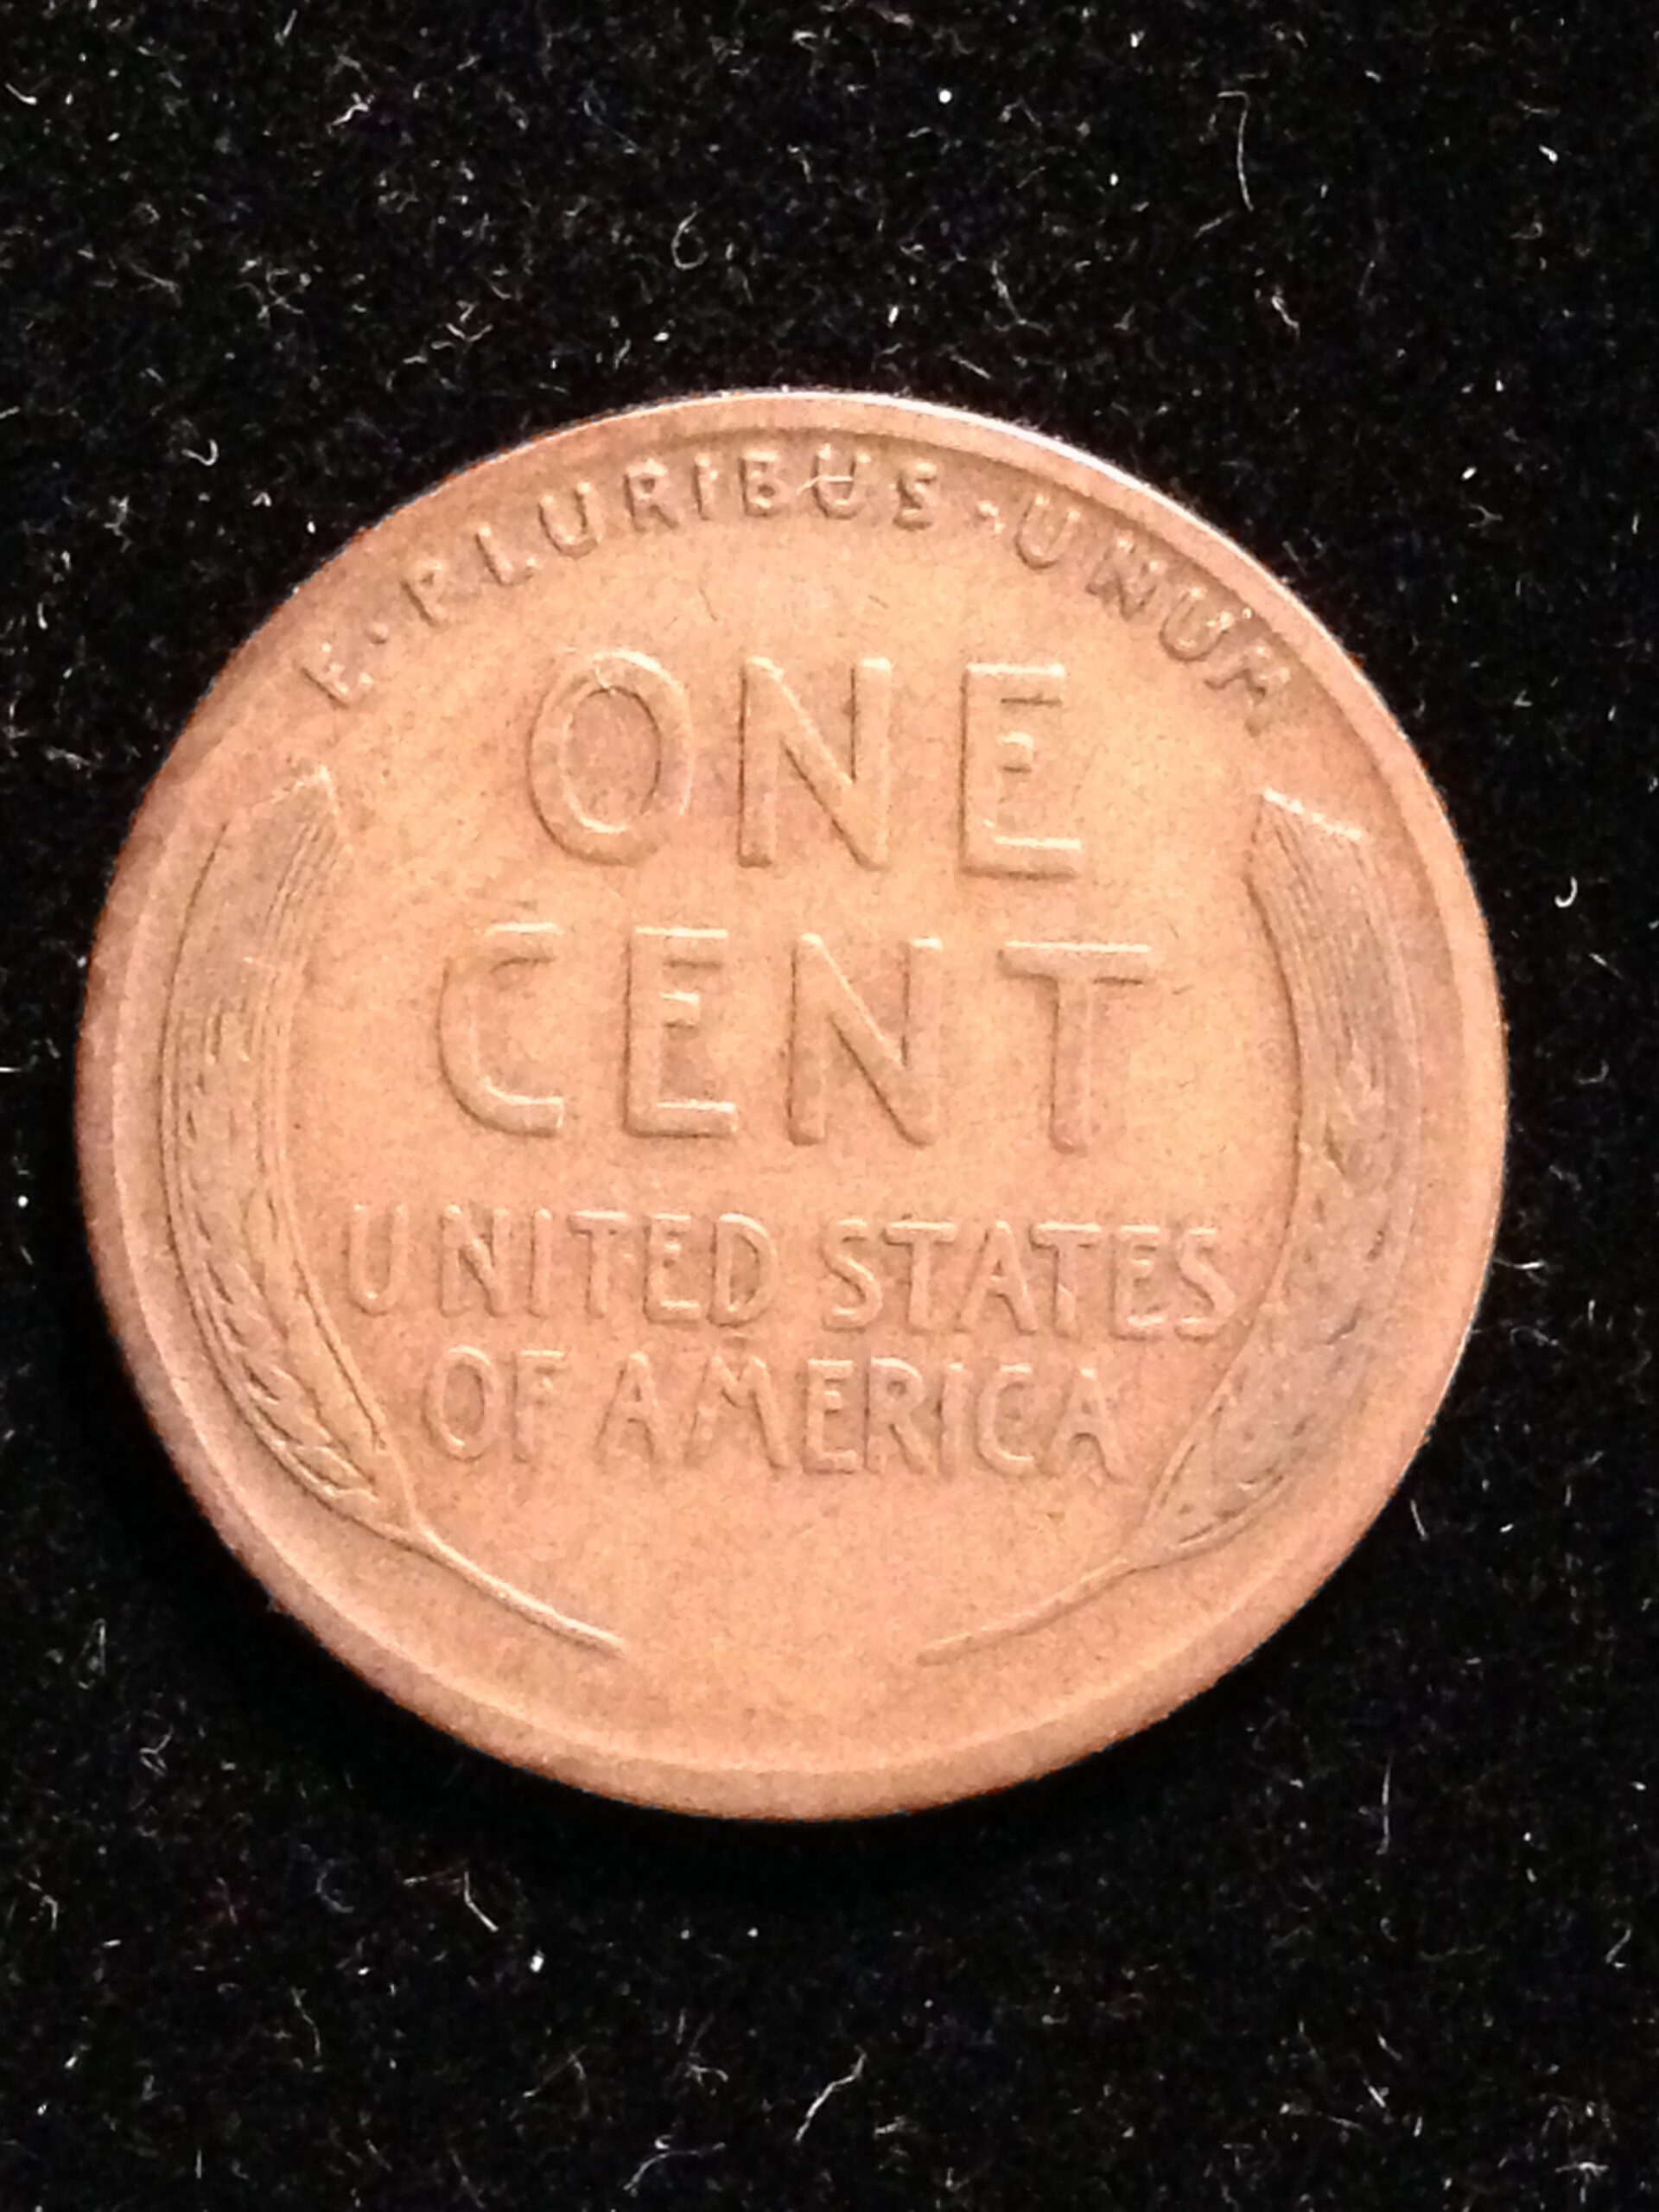 E·PLURIBUS·UNUM
ONE
CENT
UNITED STATES
OF AMERICA